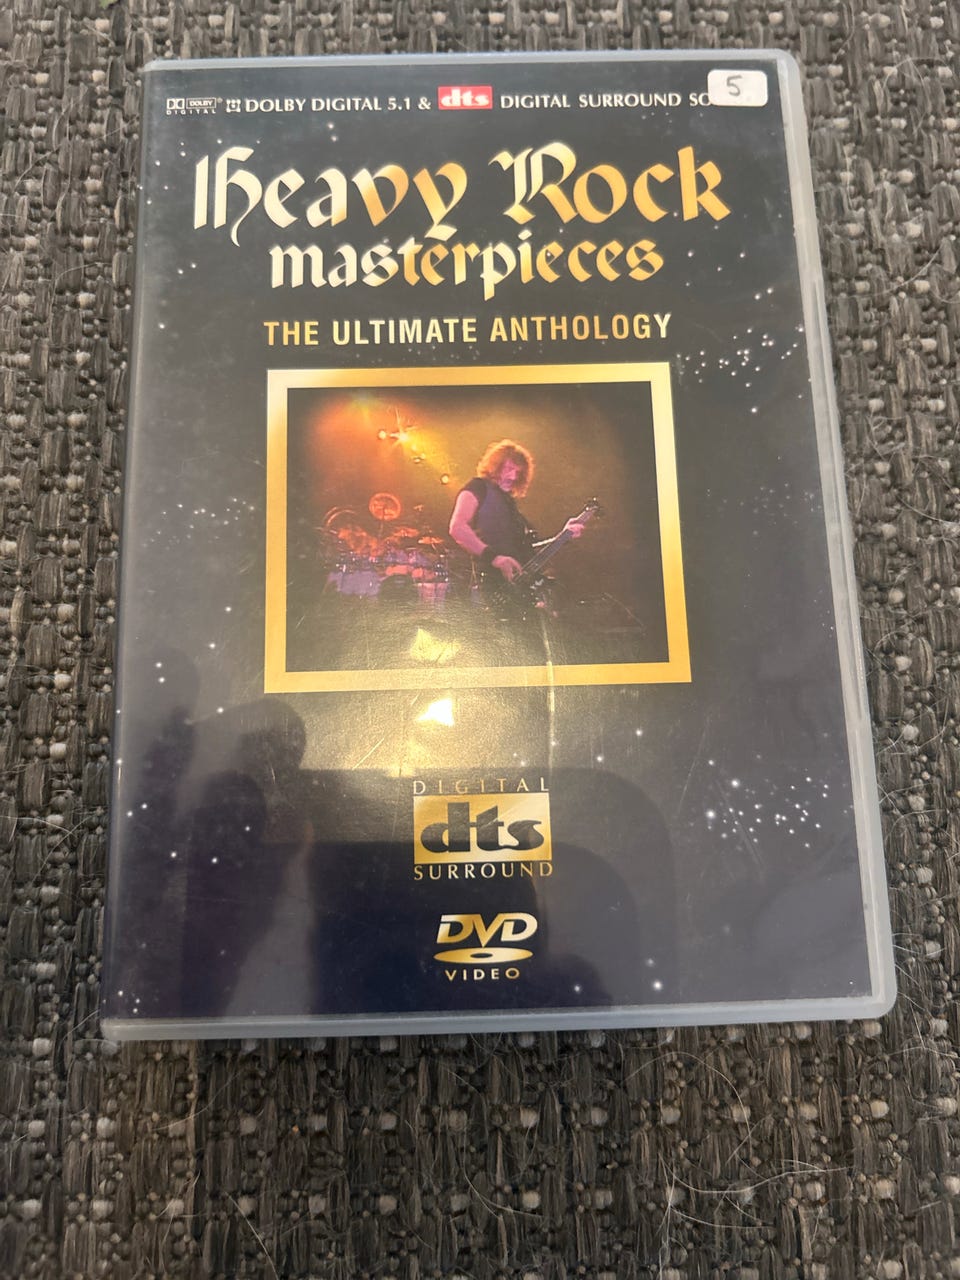 DOLBY DIGITAL DOLBY DIGITAL 5.1 & dts DIGITAL SURROUND SO
5
Heavy Rock
masterpieces
THE ULTIMATE ANTHOLOGY
DIGITAL
dts
SURROUND
DVD
VIDEO